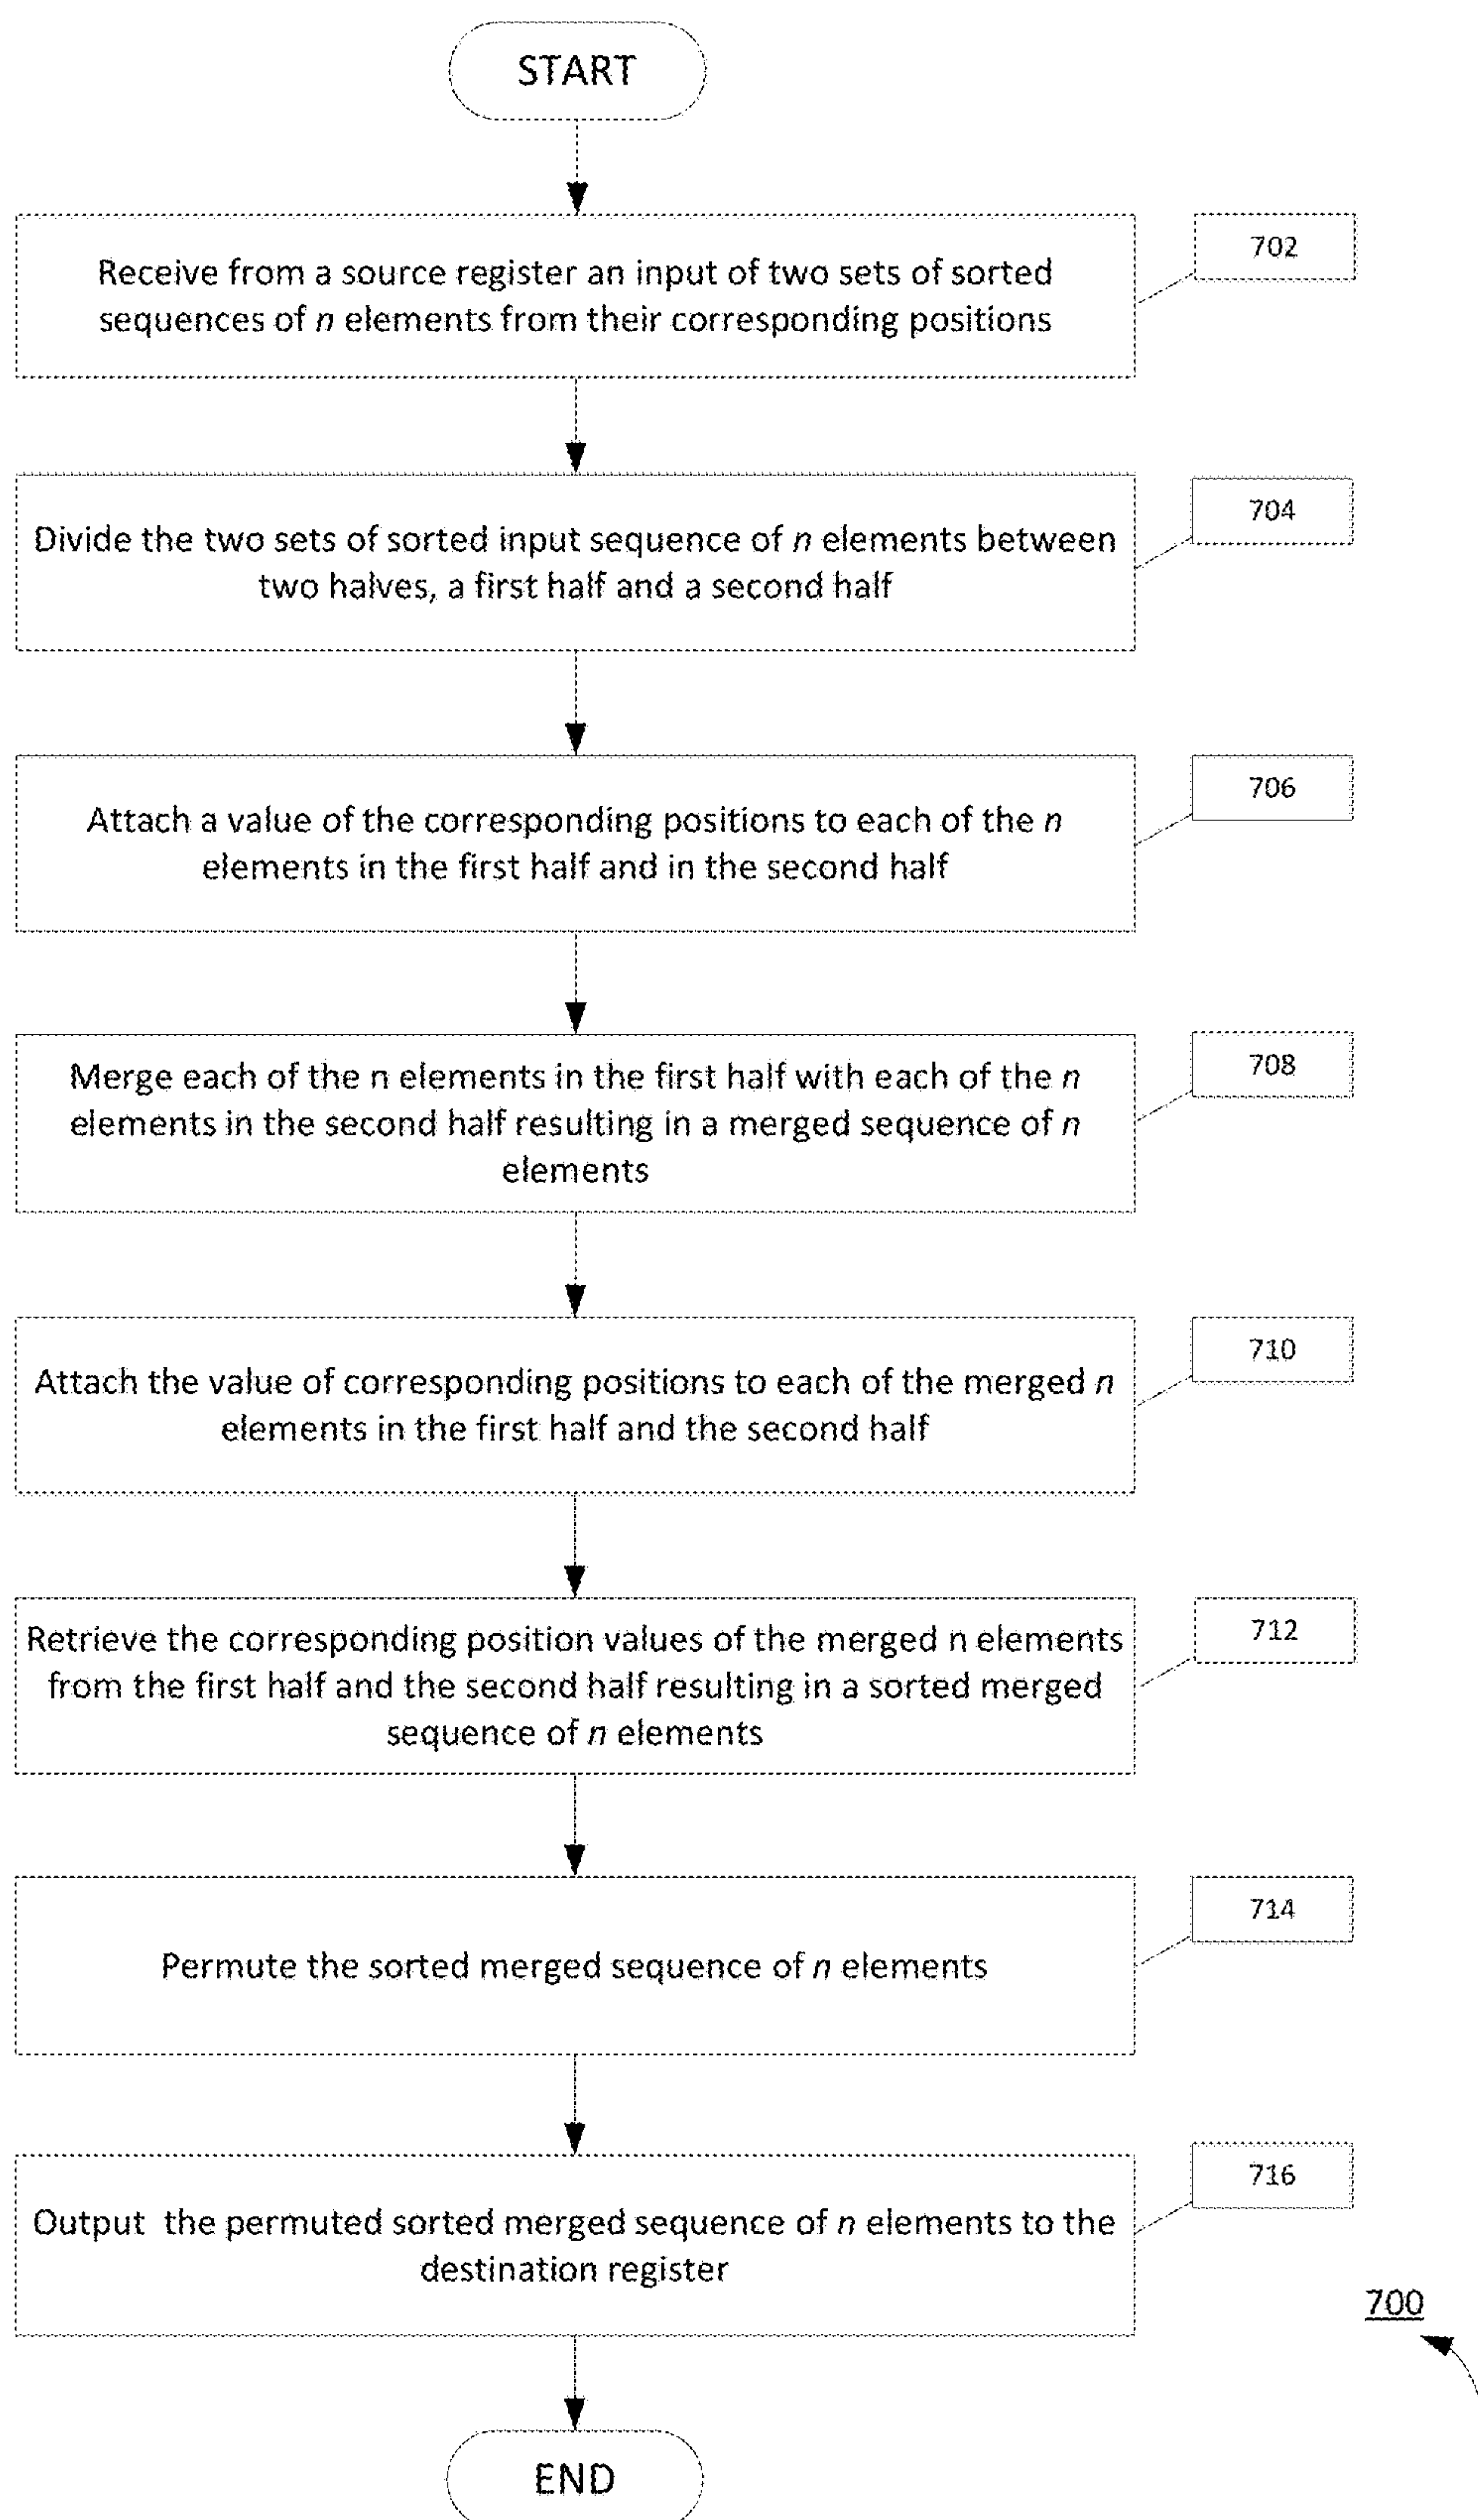 START
Receive from a source register an input of two sets of sorted
sequences of n elements from their corresponding positions
702
Divide the two sets of sorted input sequence of n elements between
two halves, a first half and a second half
704
Attach a value of the corresponding positions to each of the n
elements in the first half and in the second half
706
Merge each of the n elements in the first half with each of the n
elements in the second half resulting in a merged sequence of n
elements
708
Attach the value of corresponding positions to each of the merged n
elements in the first half and the second half
710
Retrieve the corresponding position values of the merged n elements
from the first half and the second half resulting in a sorted merged
sequence of n elements
712
Permute the sorted merged sequence of n elements
714
Output the permuted sorted merged sequence of n elements to the
destination register
716
700
END